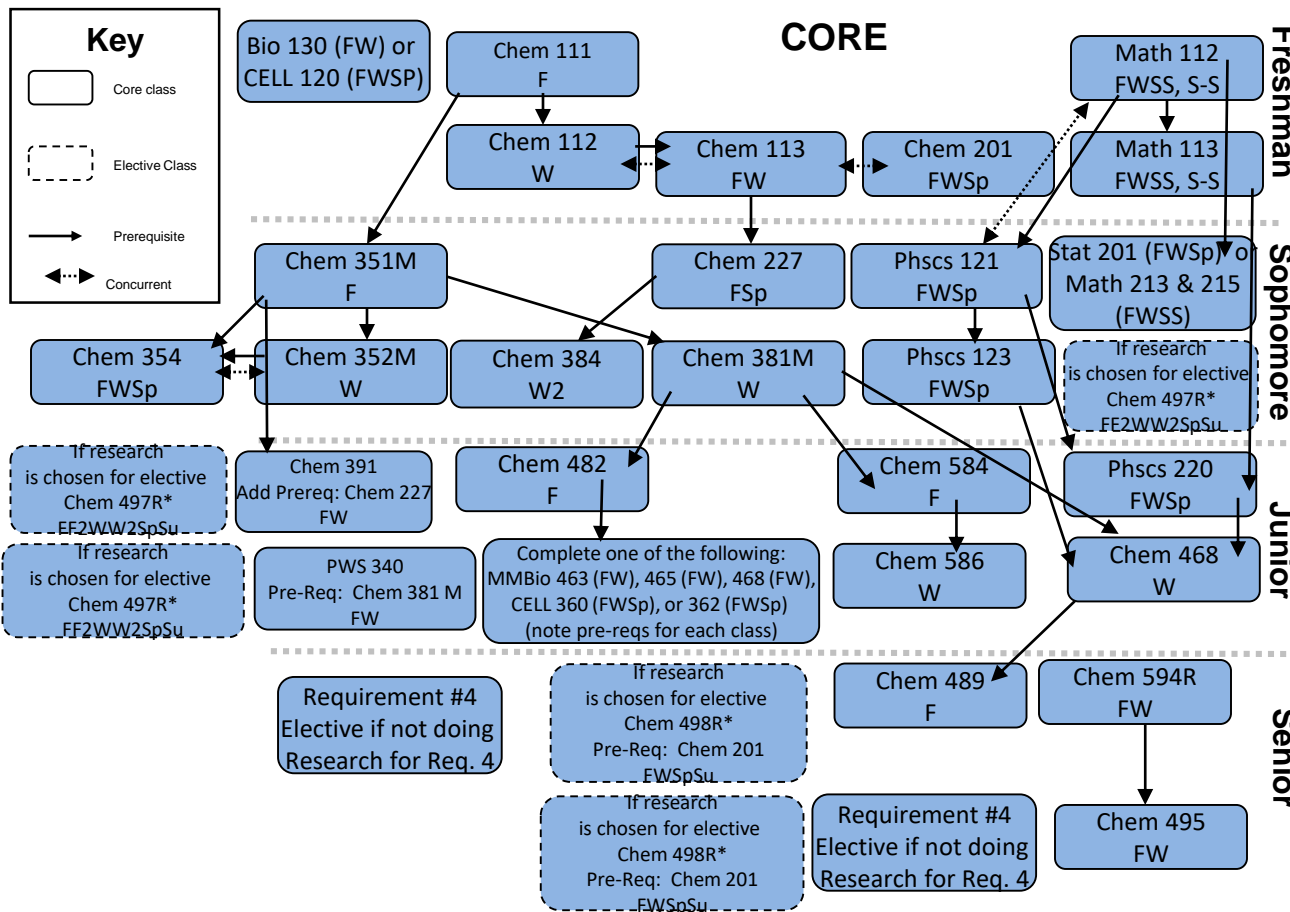 Key
Core class
Elective Class
Prerequisite
Concurrent
CORE
Freshman
Bio 130 (FW) or
CELL 120 (FWSP)
Chem 111
F
Math 112
FWSS, S-S
Chem 112
W
Chem 113
FW
Chem 201
FWSp
Math 113
FWSS, S-S
Sophomore
Chem 351M
F
Chem 227
FSp
Phscs 121
FWSp
Stat 201 (FWSp) or
Math 213 & 215
(FWSS)
Chem 354
FWSp
Chem 352M
W
Chem 384
W2
Chem 381M
W
Phscs 123
FWSp
If research
is chosen for elective
Chem 497R*
FF2WW2SpSu
Junior
If research
is chosen for elective
Chem 497R*
FF2WW2SpSu
Chem 391
Add Prereq: Chem 227
FW
Chem 482
F
Chem 584
F
Phscs 220
FWSp
If research
is chosen for elective
Chem 497R*
FF2WW2SpSu
PWS 340
Pre-Req: Chem 381 M
FW
Complete one of the following:
MMBio 463 (FW), 465 (FW), 468 (FW),
CELL 360 (FWSp), or 362 (FWSp)
(note pre-reqs for each class)
Chem 586
W
Chem 468
W
Senior
Requirement #4
Elective if not doing
Research for Req. 4
If research
is chosen for elective
Chem 498R*
Pre-Req: Chem 201
FWSpSu
Chem 489
F
Chem 594R
FW
If research
is chosen for elective
Chem 498R*
Pre-Req: Chem 201
FWSpSu
Requirement #4
Elective if not doing
Research for Req. 4
Chem 495
FW